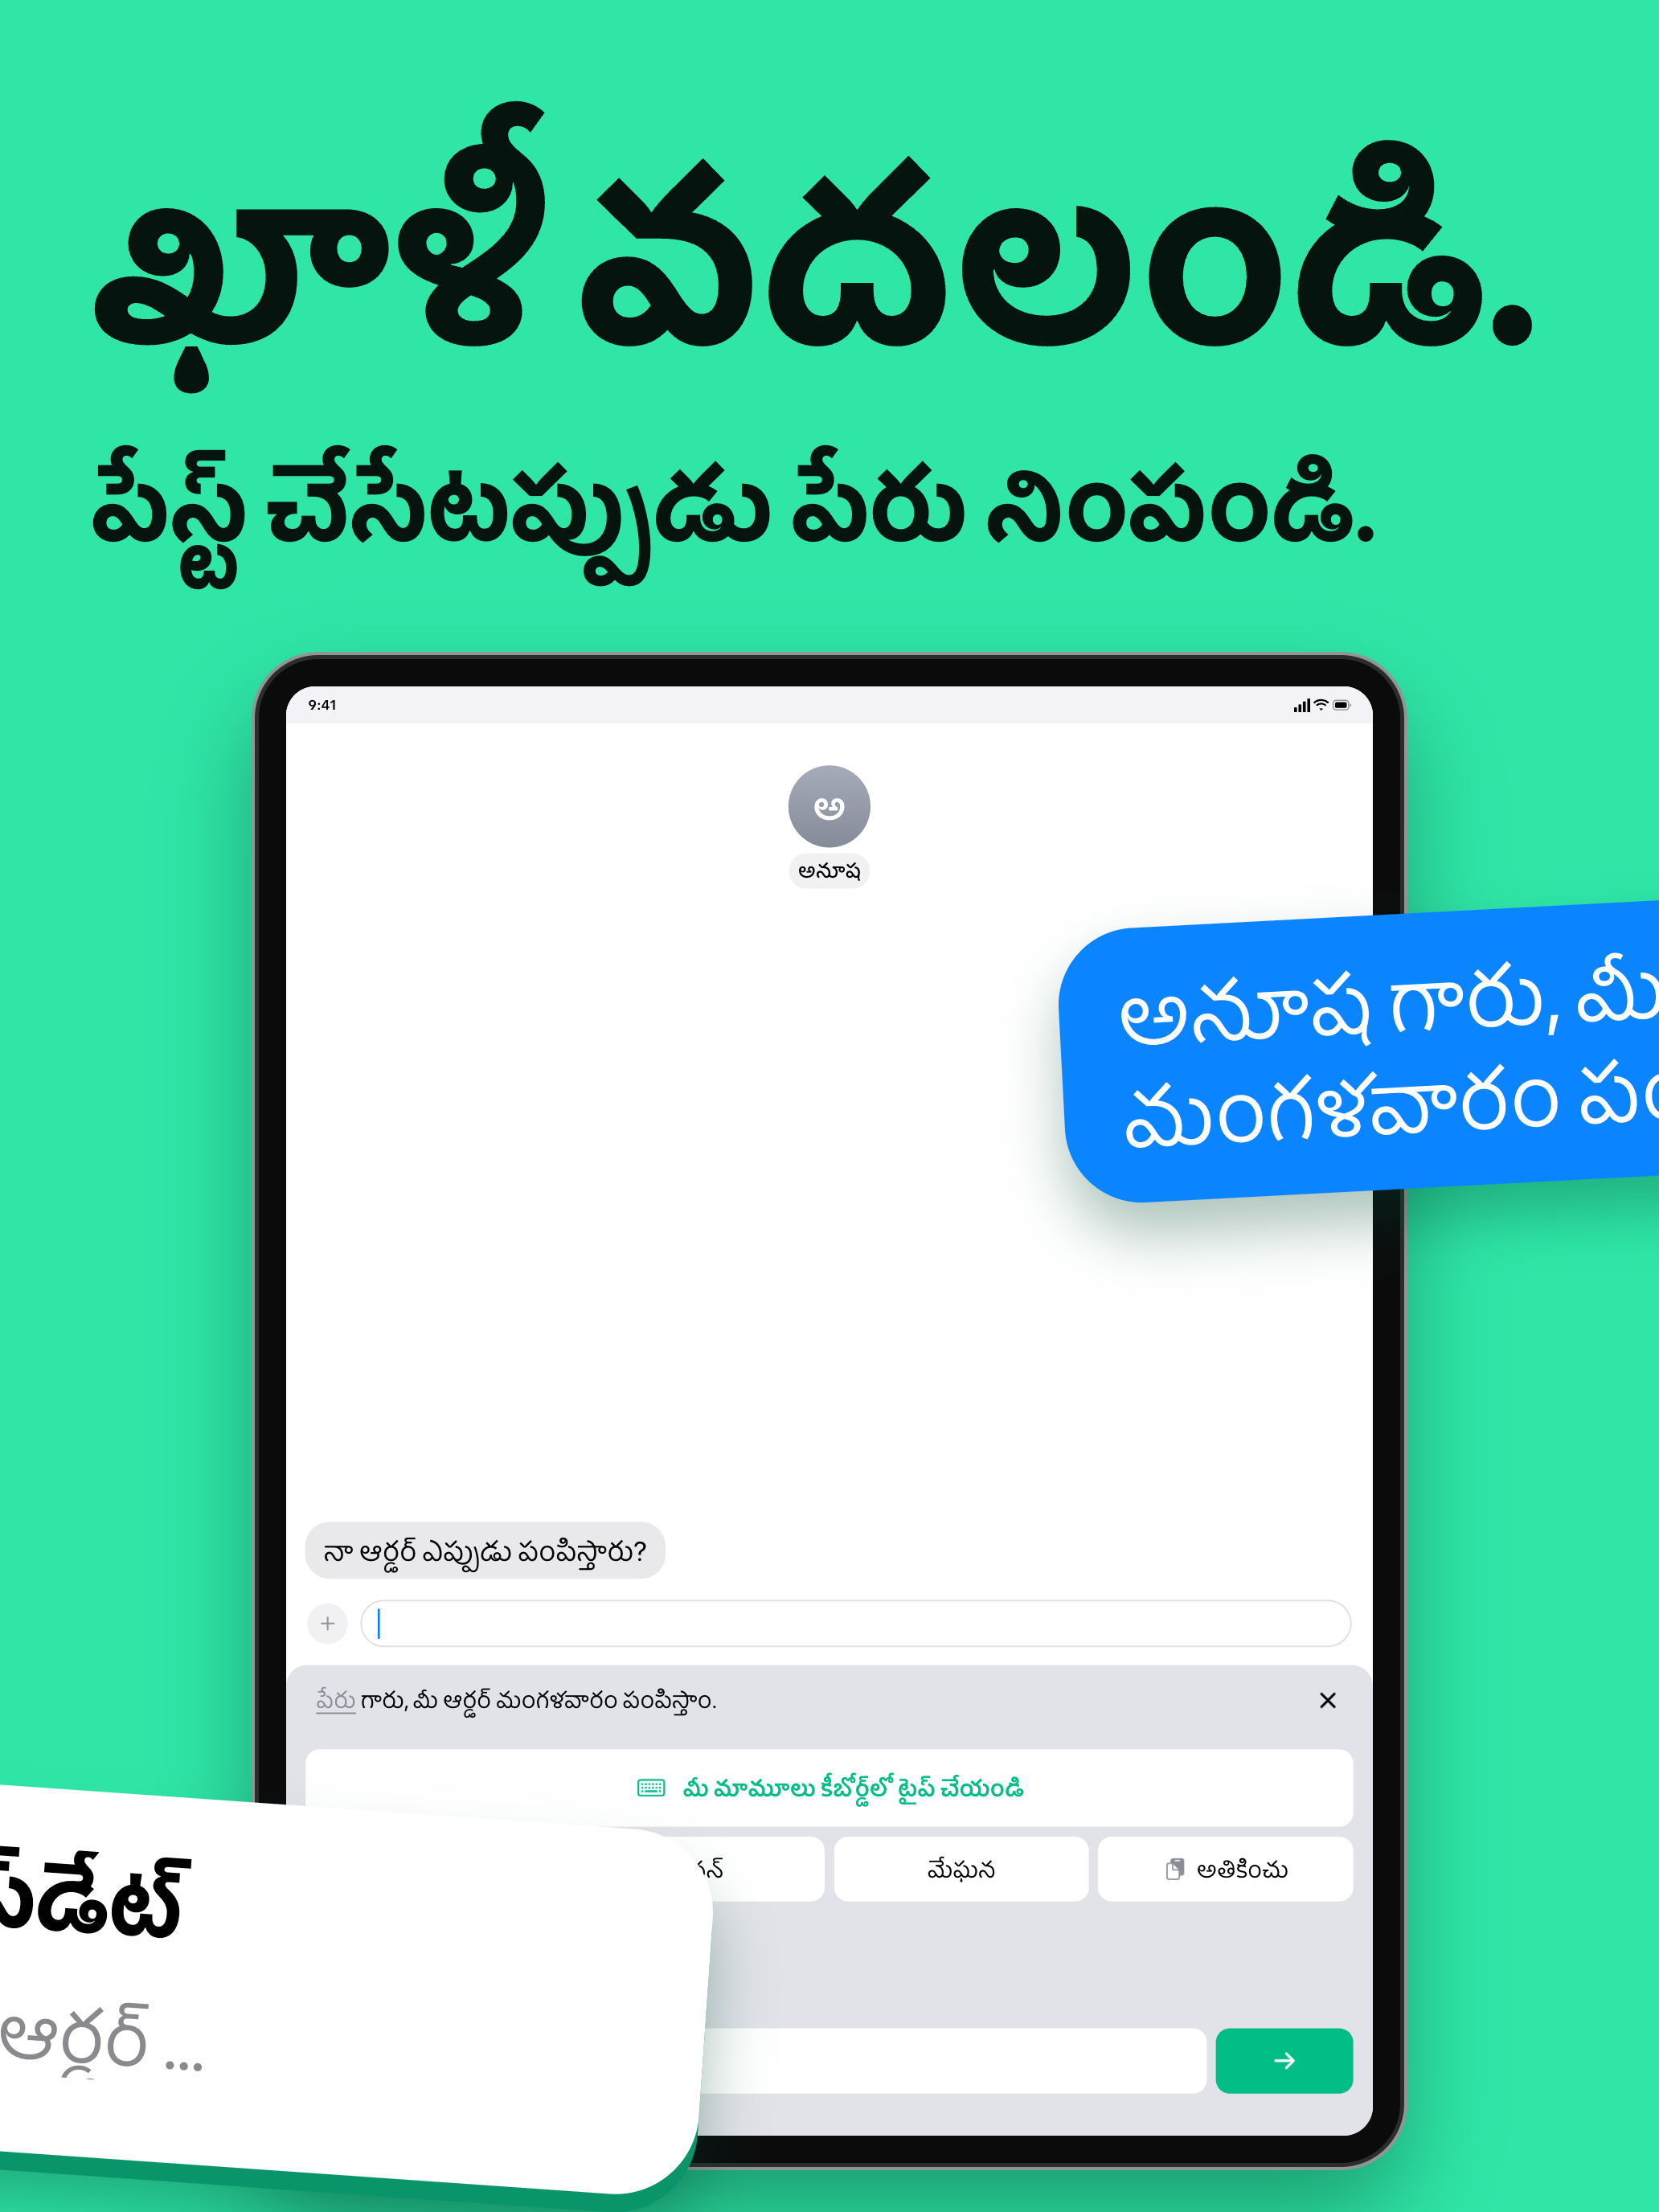 ఖాళీ వదలండి.
పేస్ట్ చేసేటప్పుడు పేరు నింపండి.
9:41
అ
అనూష
అనూష గారు, మీ
మంగళవారం
నా ఆర్డర్ ఎప్పుడు పంపిస్తారు?
పేరు గారు, మీ ఆర్డర్ మంగళవారం పంపిస్తాం.
మీ మామూలు కీబోర్డ్‌లో టైప్ చేయండి
మేఘన
అతికించు
ఆర్డర్ ...